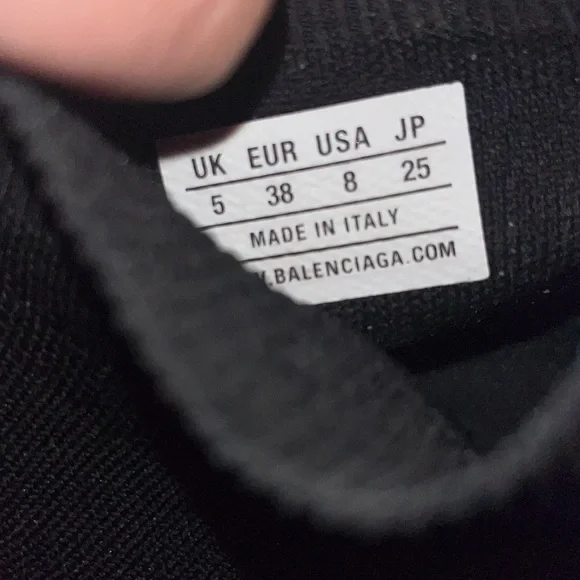 UK EUR USA JP
5 38 8 25
MADE IN ITALY
.BALENCIAGA.COM